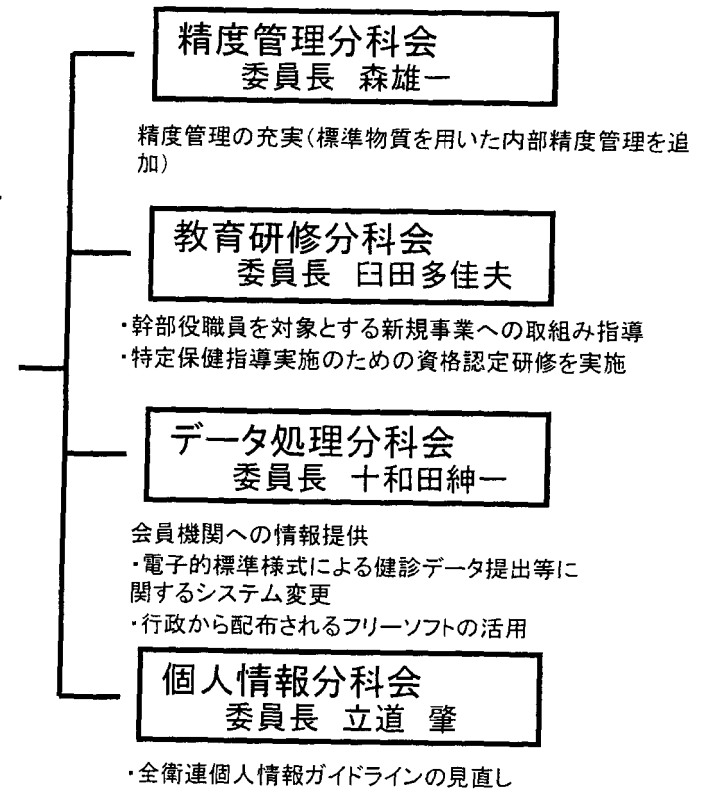 精度管理分科会
委員長 森雄一
精度管理の充実（標準物質を用いた内部精度管理を追
加）
教育研修分科会
委員長 臼田多佳夫
・幹部役職員を対象とする新規事業への取組み指導
・特定保健指導実施のための資格認定研修を実施
データ処理分科会
委員長 十和田紳一
会員機関への情報提供
・電子的標準様式による健診データ提出等に
関するシステム変更
・行政から配布されるフリーソフトの活用
個人情報分科会
委員長 立道 肇
・全衛連個人情報ガイドラインの見直し